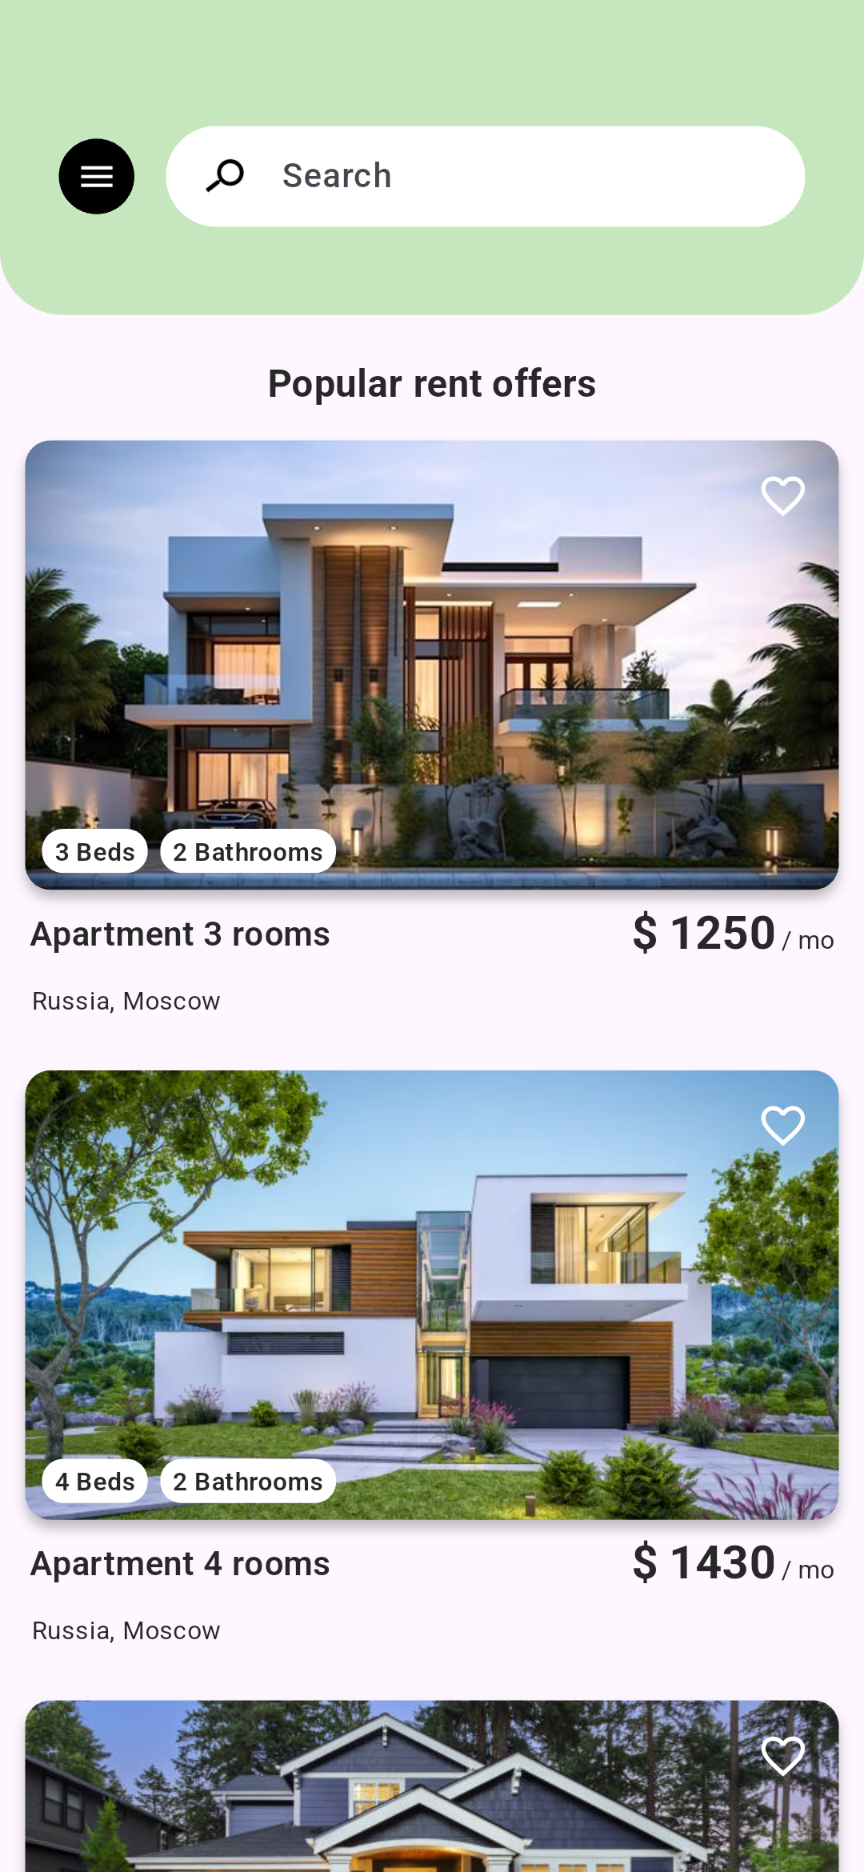 Search
Popular rent offers
3 Beds 2 Bathrooms
Apartment 3 rooms $ 1250 / mo
Russia, Moscow
4 Beds 2 Bathrooms
Apartment 4 rooms $ 1430 / mo
Russia, Moscow